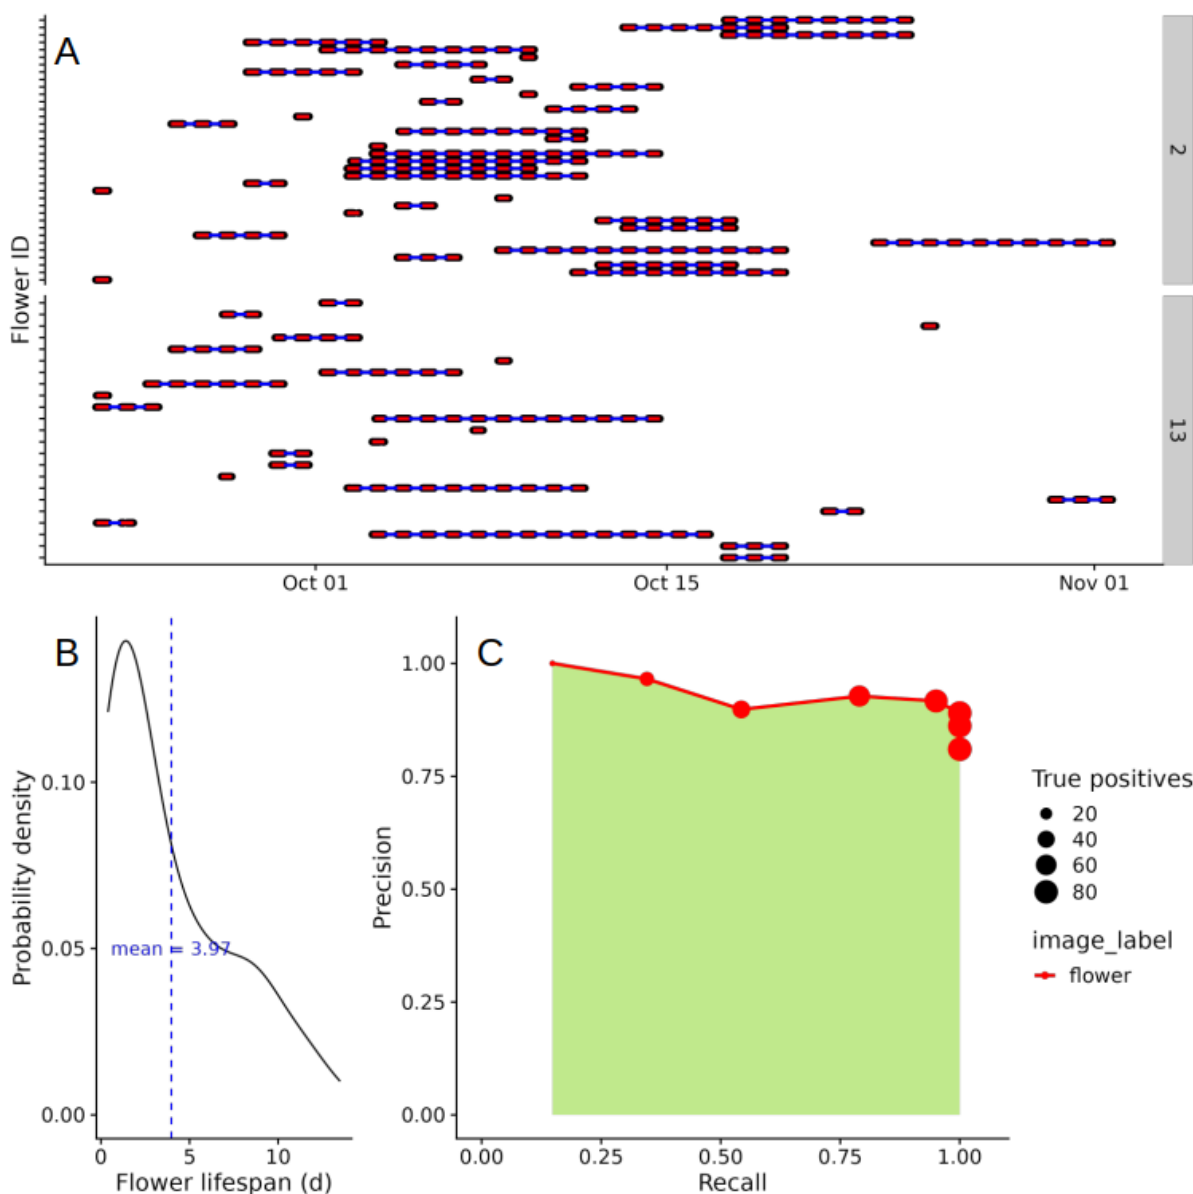 A
Flower ID
2
13
Oct 01
Oct 15
Nov 01
B
Probability density
0.10
0.05
0.00
mean = 3.97
0
5
10
Flower lifespan (d)
C
Precision
1.00
0.75
0.50
0.25
0.00
0.00
0.25
0.50
0.75
1.00
Recall
True positives
20
40
60
80
image_label
flower